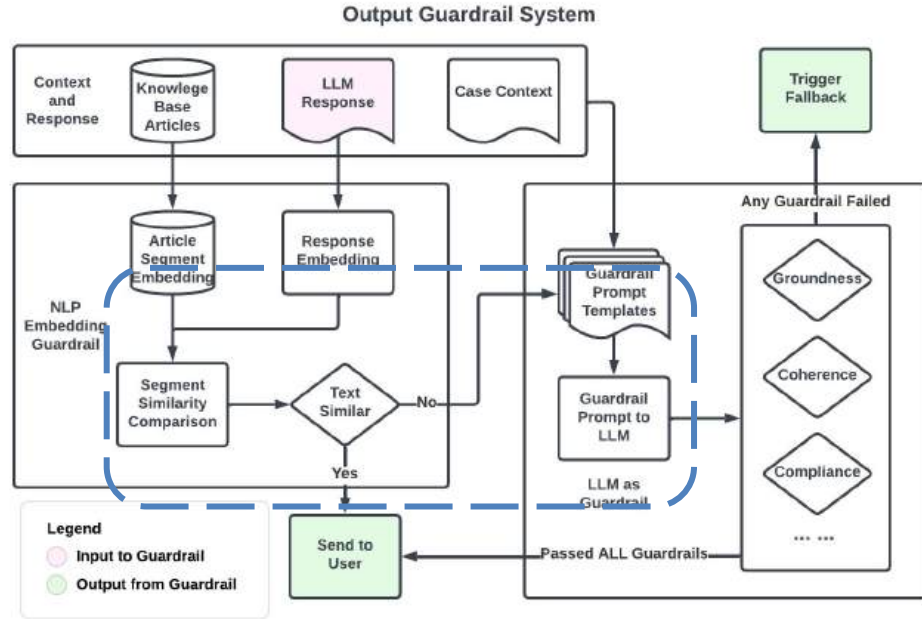 Output Guardrail System
Context
and
Response
Knowlege
Base
Articles
LLM
Response
Case Context
Trigger
Fallback
NLP
Embedding
Guardrail
Article
Segment
Embedding
Response
Embedding
Segment
Similarity
Comparison
Text
Similar
No
Yes
Guardrail
Prompt
Templates
Guardrail
Prompt to
LLM
LLM as
Guardrail
Any Guardrail Failed
Groundness
Coherence
Compliance
... ...
Passed ALL Guardrails
Send to
User
Legend
Input to Guardrail
Output from Guardrail